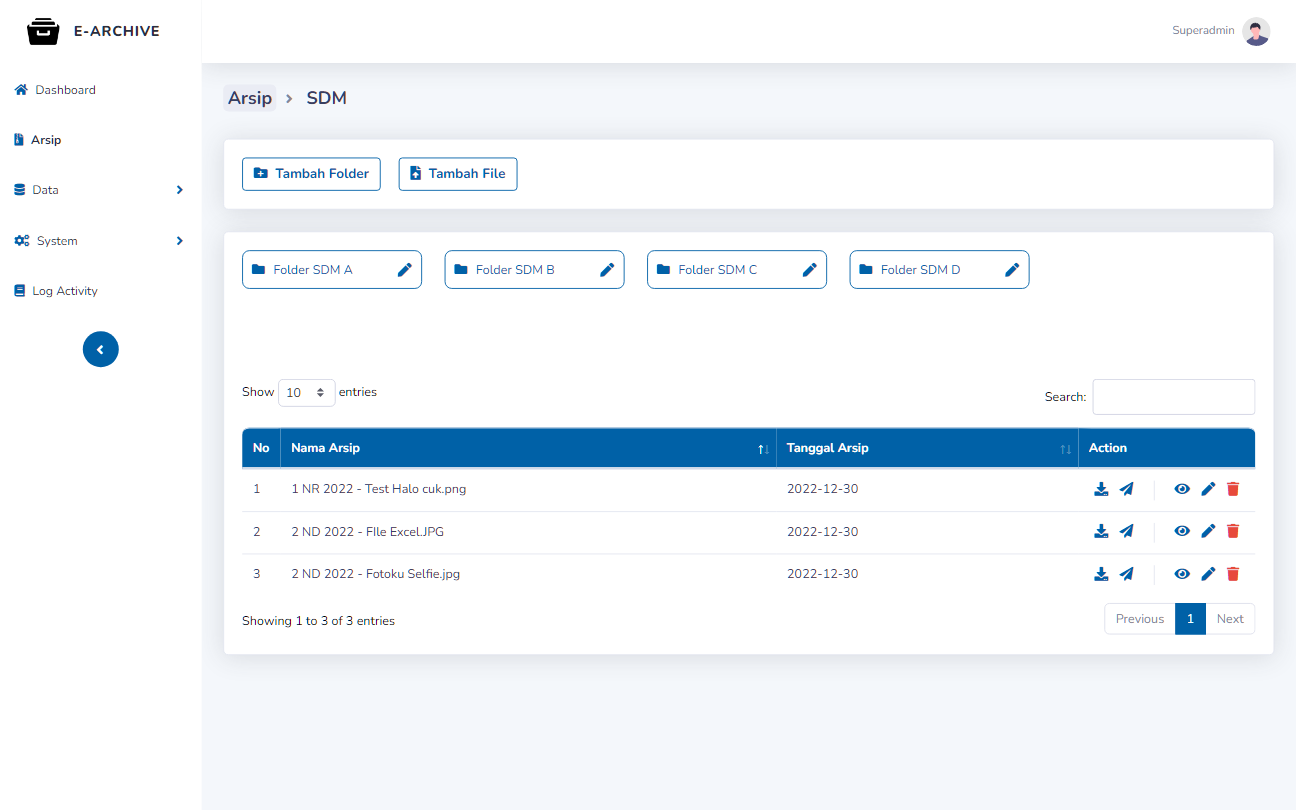 E-ARCHIVE
Superadmin
Dashboard
Arsip
Data
System
Log Activity
Arsip > SDM
Tambah Folder Tambah File
Folder SDM A Folder SDM B Folder SDM C Folder SDM D
Show 10 entries Search:
No Nama Arsip Tanggal Arsip Action
1 1 NR 2022 - Test Halo cuk.png 2022-12-30
2 2 ND 2022 - FIle Excel.JPG 2022-12-30
3 2 ND 2022 - Fotoku Selfie.jpg 2022-12-30
Showing 1 to 3 of 3 entries Previous 1 Next